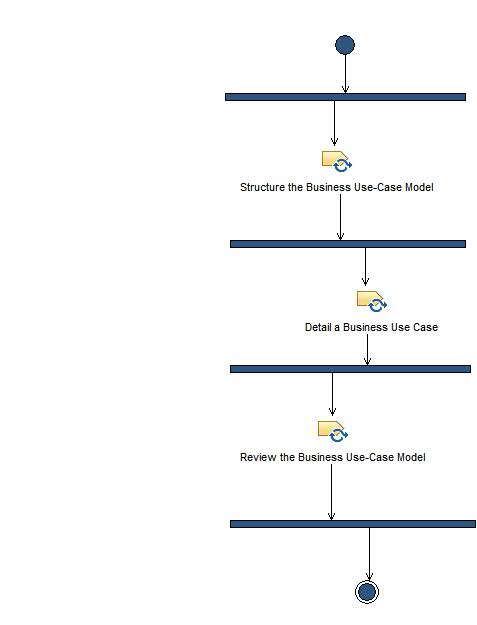 Structure the Business Use-Case Model
Detail a Business Use Case
Review the Business Use-Case Model